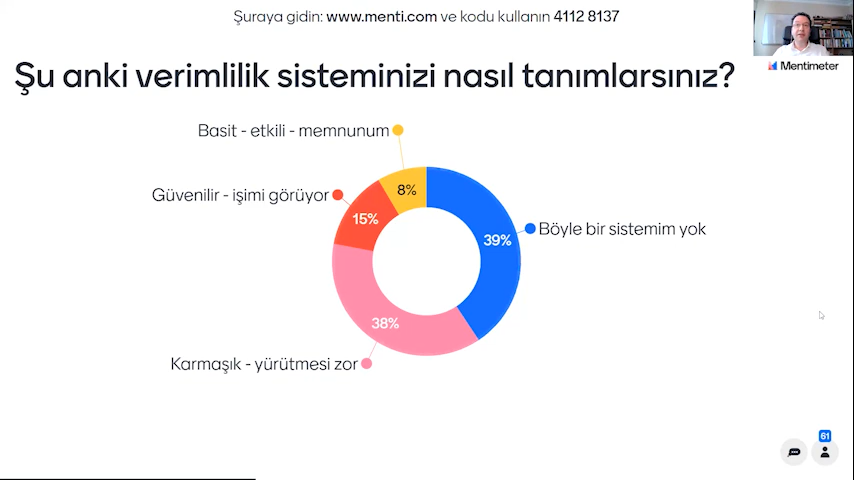 Şuraya gidin: www.menti.com ve kodu kullanın 4112 8137
Mentimeter
Şu anki verimlilik sisteminizi nasıl tanımlarsınız?
Basit - etkili - memnunum
8%
Güvenilir - işimi görüyor
15%
39%
Böyle bir sistemim yok
38%
Karmaşık - yürütmesi zor
61